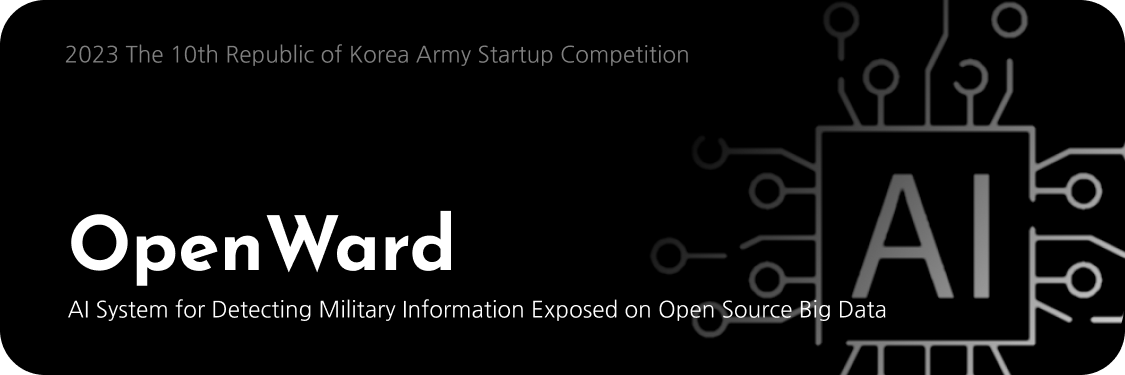 2023 The 10th Republic of Korea Army Startup Competition
OpenWard
AI System for Detecting Military Information Exposed on Open Source Big Data
AI